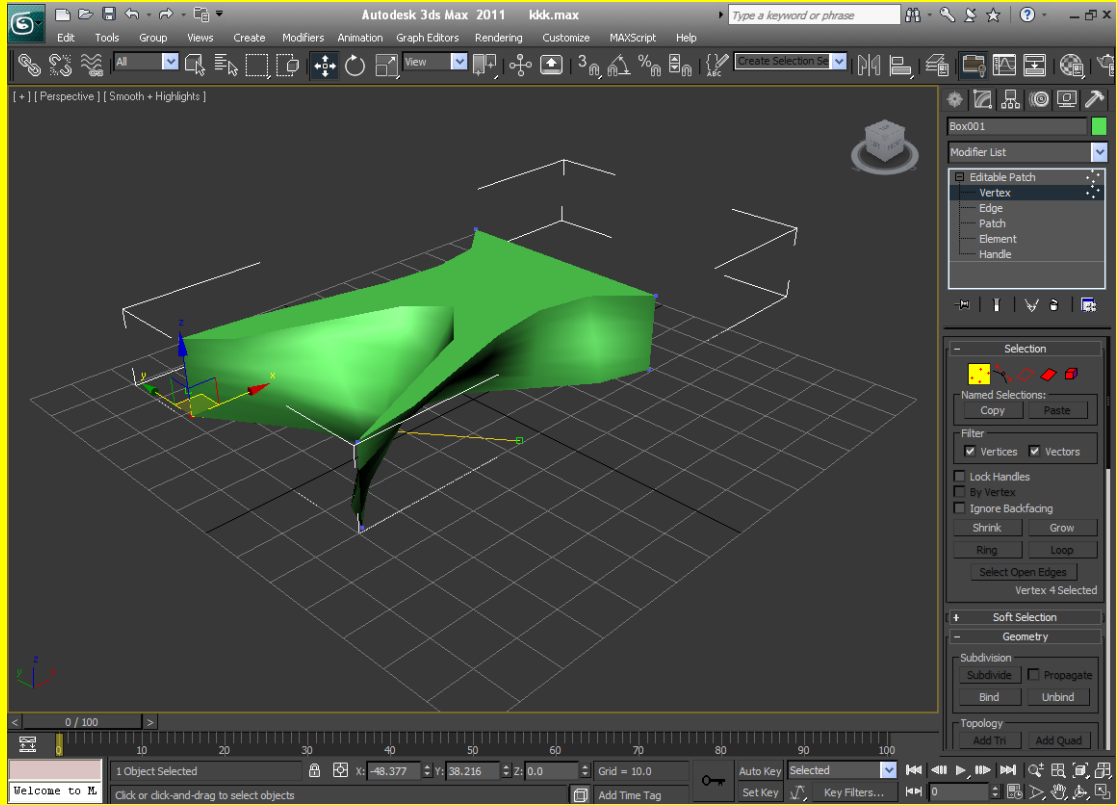 Autodesk 3ds Max 2011 kkk.max
Type a keyword or phrase
Edit Tools Group Views Create Modifiers Animation Graph Editors Rendering Customize MAXScript Help
All View 3 Create Selection Se
[ + ] [ Perspective ] [ Smooth + Highlights ]
Box001
Modifier List
Editable Patch
Vertex
Edge
Patch
Element
Handle
z
y x
Selection
Named Selections:
Copy Paste
Filter
Vertices Vectors
Lock Handles
By Vertex
Ignore Backfacing
Shrink Grow
Ring Loop
Select Open Edges
Vertex 4 Selected
+ Soft Selection
- Geometry
Subdivision
Subdivide Propagate
Bind Unbind
Topology
Add Tri Add Quad
z
y x
< 0 / 100 >
0 10 20 30 40 50 60 70 80 90 100
1 Object Selected X: -48.377 Y: 38.216 Z: 0.0 Grid = 10.0 Auto Key Selected
Welcome to M. Click or click-and-drag to select objects Add Time Tag Set Key Key Filters... 0